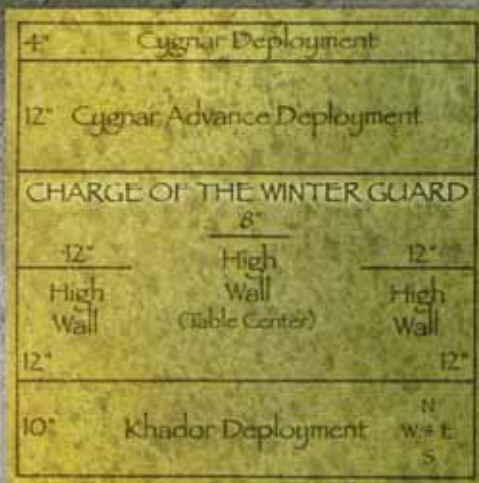 4" Cygnar Deployment
12" Cygnar Advance Deployment
CHARGE OF THE WINTER GUARD
8"
12" High 12"
High Wall High
Wall (Table Center) Wall
12" 12"
N
10" Khador Deployment W + E
S